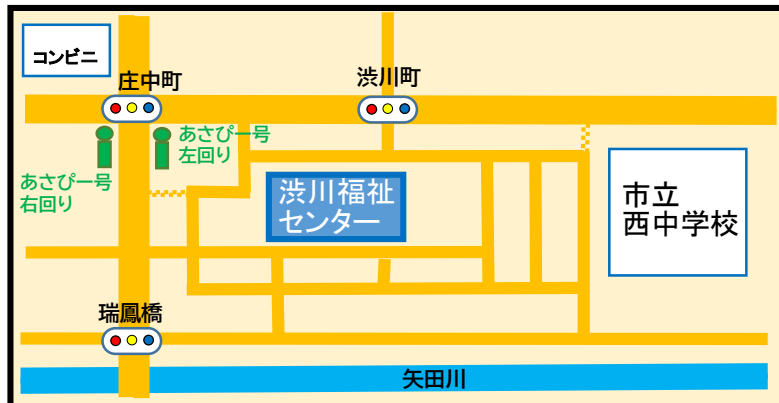 コンビニ
庄中町
渋川町
あさぴー号
左回り
あさぴー号
右回り
渋川福祉
センター
市立
西中学校
瑞鳳橋
矢田川